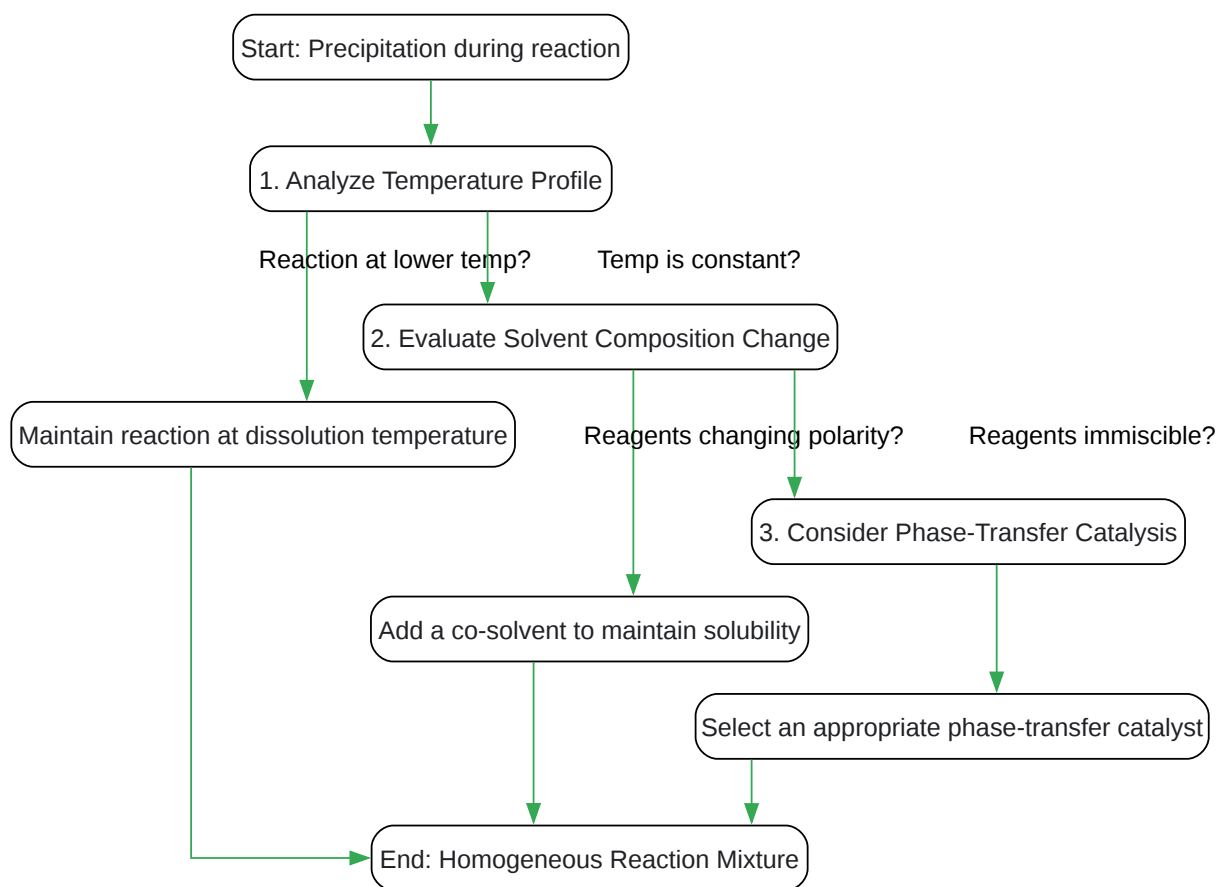 Start: Precipitation during reaction
1. Analyze Temperature Profile
Reaction at lower temp?
Temp is constant?
2. Evaluate Solvent Composition Change
Maintain reaction at dissolution temperature
Reagents changing polarity?
Reagents immiscible?
3. Consider Phase-Transfer Catalysis
Add a co-solvent to maintain solubility
Select an appropriate phase-transfer catalyst
End: Homogeneous Reaction Mixture